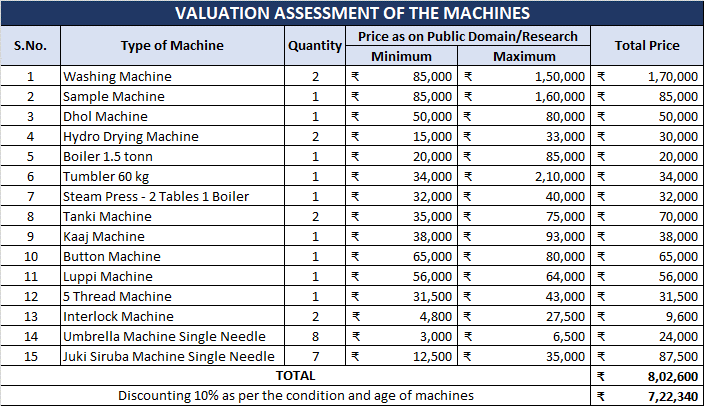 VALUATION ASSESSMENT OF THE MACHINES
S.No. Type of Machine Quantity Price as on Public Domain/Research Total Price
Minimum Maximum
1 Washing Machine 2 ₹ 85,000 ₹ 1,50,000 ₹ 1,70,000
2 Sample Machine 1 ₹ 85,000 ₹ 1,60,000 ₹ 85,000
3 Dhol Machine 1 ₹ 50,000 ₹ 80,000 ₹ 50,000
4 Hydro Drying Machine 2 ₹ 15,000 ₹ 33,000 ₹ 30,000
5 Boiler 1.5 tonn 1 ₹ 20,000 ₹ 85,000 ₹ 20,000
6 Tumbler 60 kg 1 ₹ 34,000 ₹ 2,10,000 ₹ 34,000
7 Steam Press - 2 Tables 1 Boiler 1 ₹ 32,000 ₹ 40,000 ₹ 32,000
8 Tanki Machine 2 ₹ 35,000 ₹ 75,000 ₹ 70,000
9 Kaaj Machine 1 ₹ 38,000 ₹ 93,000 ₹ 38,000
10 Button Machine 1 ₹ 65,000 ₹ 80,000 ₹ 65,000
11 Luppi Machine 1 ₹ 56,000 ₹ 64,000 ₹ 56,000
12 5 Thread Machine 1 ₹ 31,500 ₹ 43,000 ₹ 31,500
13 Interlock Machine 2 ₹ 4,800 ₹ 27,500 ₹ 9,600
14 Umbrella Machine Single Needle 8 ₹ 3,000 ₹ 6,500 ₹ 24,000
15 Juki Siruba Machine Single Needle 7 ₹ 12,500 ₹ 35,000 ₹ 87,500
TOTAL ₹ 8,02,600
Discounting 10% as per the condition and age of machines ₹ 7,22,340